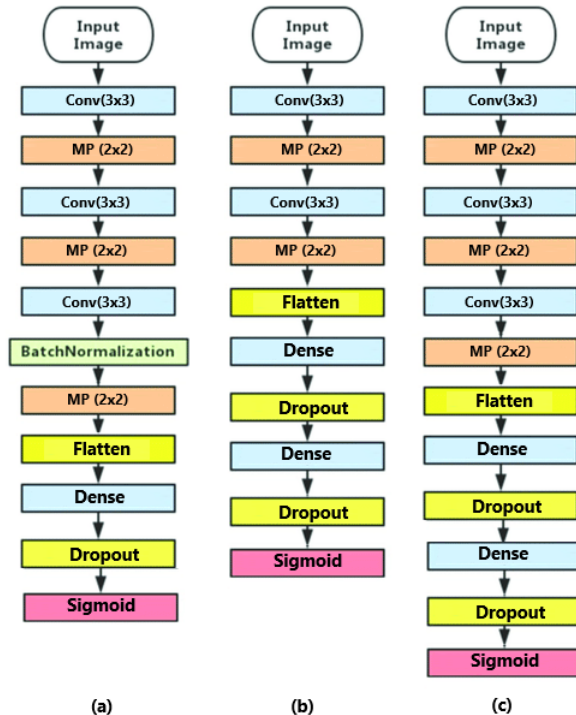 Input
Image
Conv(3x3)
MP (2x2)
Conv(3x3)
MP (2x2)
Conv(3x3)
BatchNormalization
MP (2x2)
Flatten
Dense
Dropout
Sigmoid
(a)
Input
Image
Conv(3x3)
MP (2x2)
Conv(3x3)
MP (2x2)
Flatten
Dense
Dropout
Dense
Dropout
Sigmoid
(b)
Input
Image
Conv(3x3)
MP (2x2)
Conv(3x3)
MP (2x2)
Conv(3x3)
MP (2x2)
Flatten
Dense
Dropout
Dense
Dropout
Sigmoid
(c)